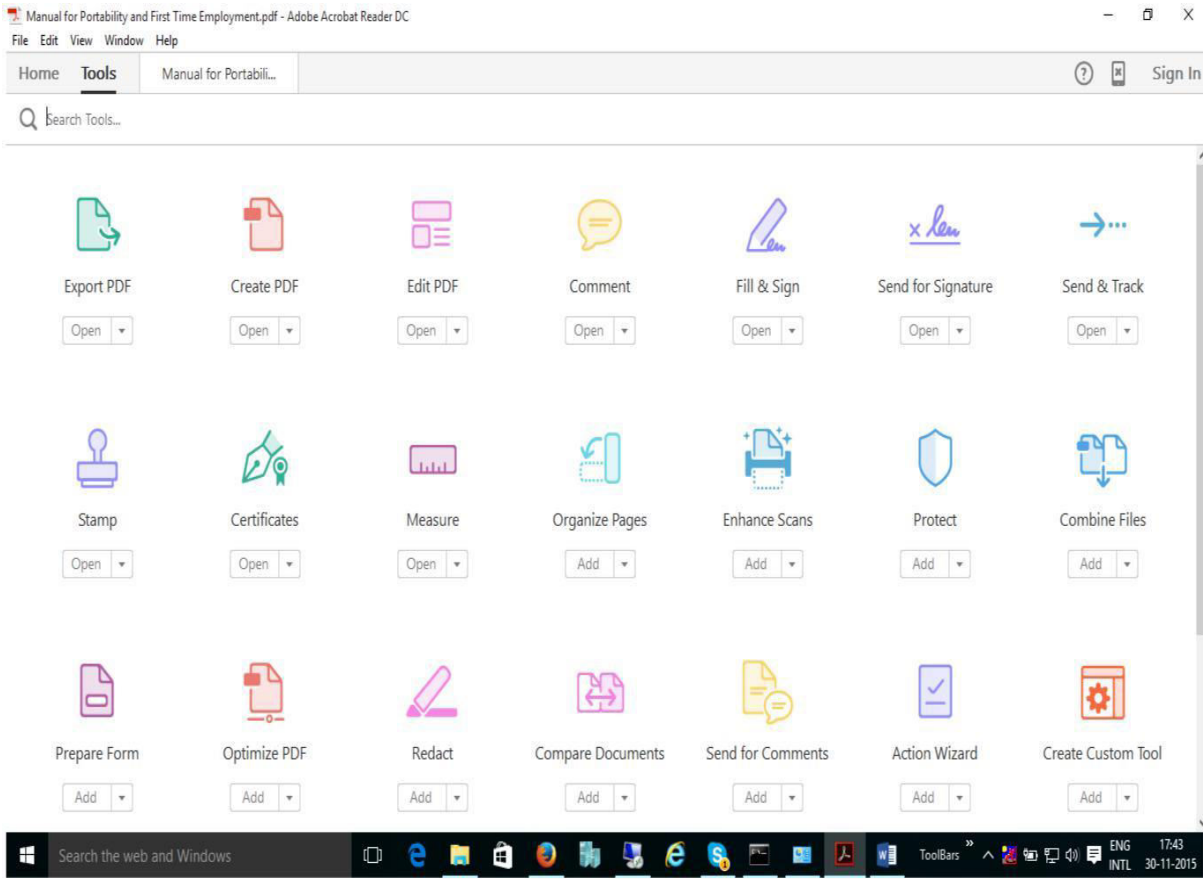 Manual for Portability and First Time Employment.pdf - Adobe Acrobat Reader DC
File Edit View Window Help
Home Tools Manual for Portabili... Sign In
Search Tools...
Export PDF Create PDF Edit PDF Comment Fill & Sign Send for Signature Send & Track
Open Open Open Open Open Open Open
Stamp Certificates Measure Organize Pages Enhance Scans Protect Combine Files
Open Open Open Add Add Add Add
Prepare Form Optimize PDF Redact Compare Documents Send for Comments Action Wizard Create Custom Tool
Add Add Add Add Add Add Add
Search the web and Windows ToolBars ENG 17:43
INTL 30-11-2015